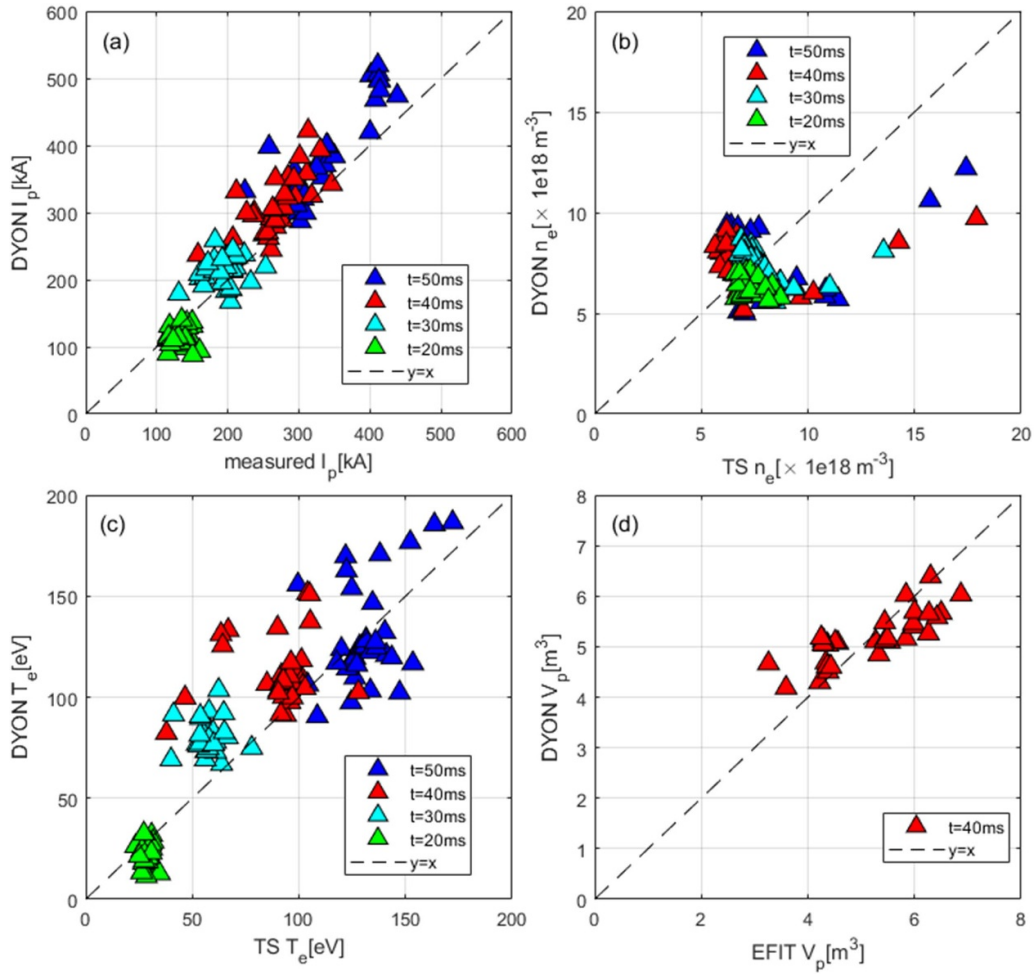 (a)
DYON I_p[kA]
600
500
400
300
200
100
0
0 100 200 300 400 500 600
measured I_p[kA]
t=50ms
t=40ms
t=30ms
t=20ms
y=x
(b)
DYON n_e[ × 1e18 m^-3]
20
15
10
5
0
0 5 10 15 20
TS n_e[ × 1e18 m^-3]
t=50ms
t=40ms
t=30ms
t=20ms
y=x
(c)
DYON T_e[eV]
200
150
100
50
0
0 50 100 150 200
TS T_e[eV]
t=50ms
t=40ms
t=30ms
t=20ms
y=x
(d)
DYON V_p[m^3]
8
7
6
5
4
3
2
1
0
0 2 4 6 8
EFIT V_p[m^3]
t=40ms
y=x